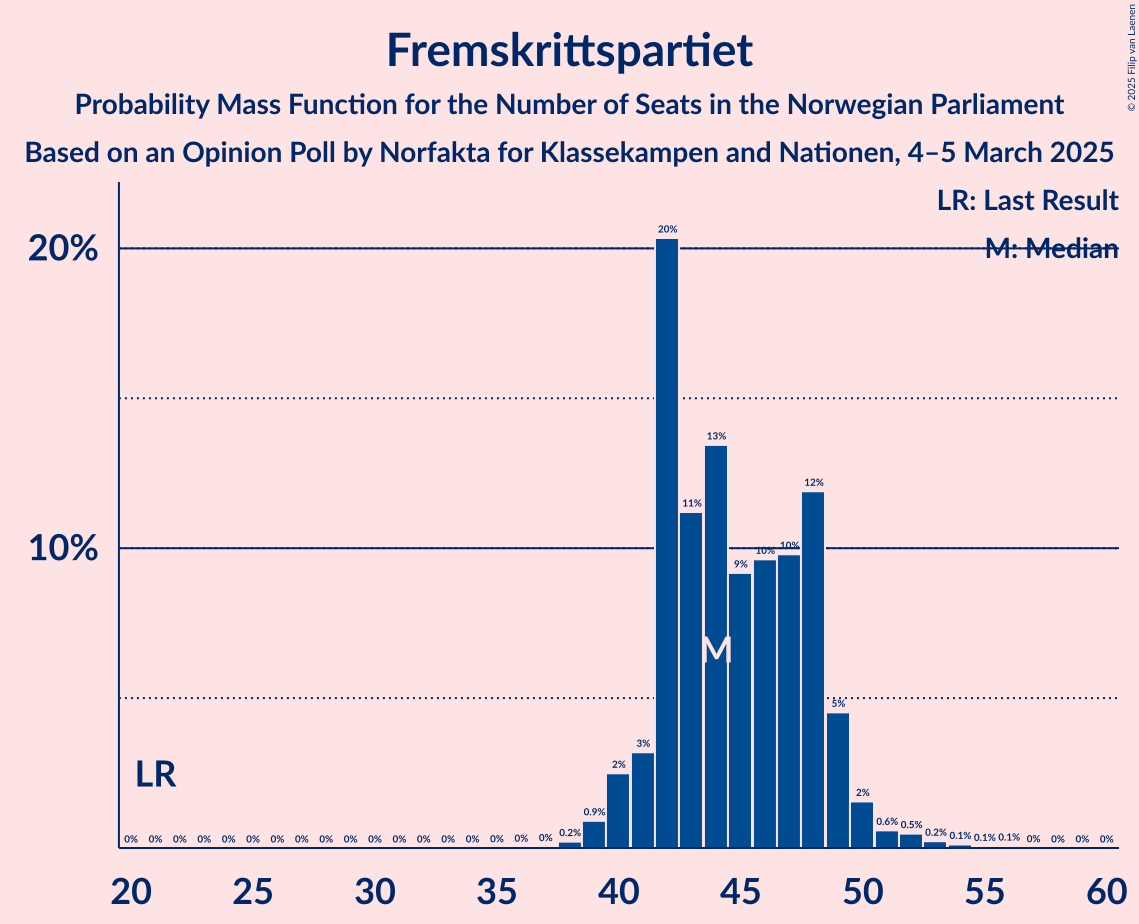 Fremskrittspartiet
Probability Mass Function for the Number of Seats in the Norwegian Parliament
Based on an Opinion Poll by Norfakta for Klassekampen and Nationen, 4–5 March 2025
© 2025 Filip van Laenen
LR: Last Result
M: Median
20%
10%
LR
M
0% 0% 0% 0% 0% 0% 0% 0% 0% 0% 0% 0% 0% 0% 0% 0% 0% 0% 0.2% 0.9% 2% 3% 20% 11% 13% 9% 10% 10% 12% 5% 2% 0.6% 0.5% 0.2% 0.1% 0.1% 0.1% 0% 0% 0% 0%
20 25 30 35 40 45 50 55 60